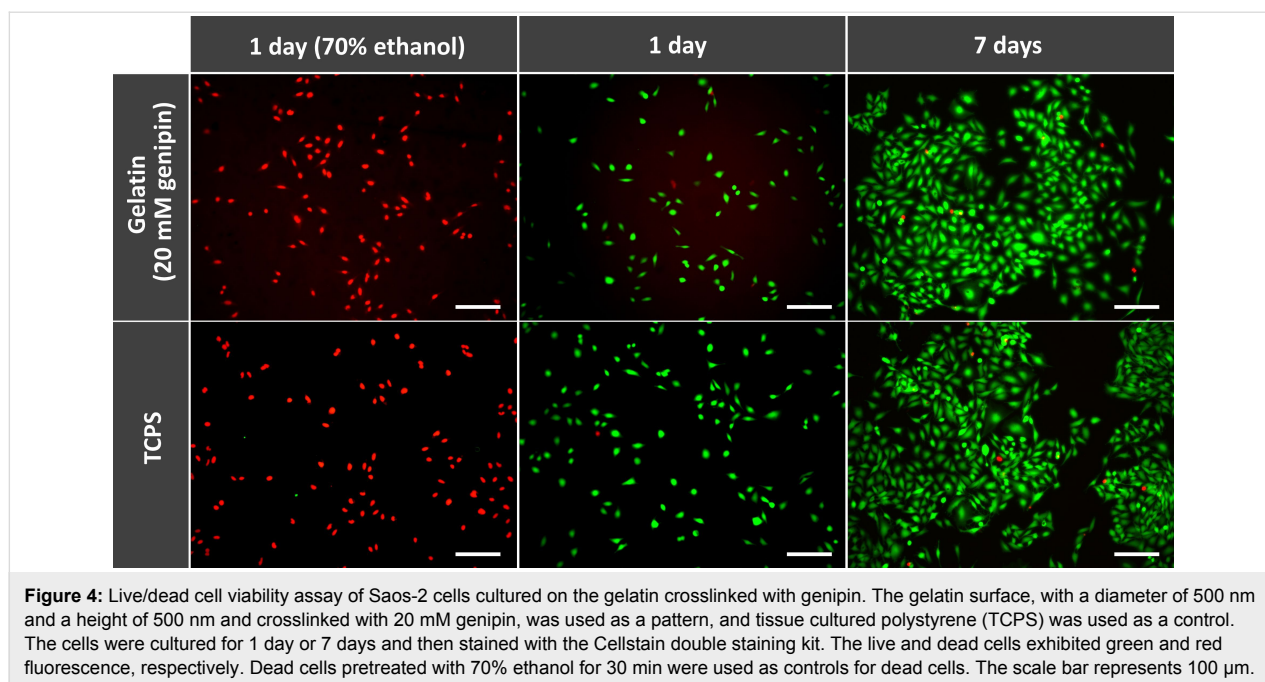 1 day (70% ethanol)
1 day
7 days
Gelatin
(20 mM genipin)
TCPS
Figure 4: Live/dead cell viability assay of Saos-2 cells cultured on the gelatin crosslinked with genipin. The gelatin surface, with a diameter of 500 nm
and a height of 500 nm and crosslinked with 20 mM genipin, was used as a pattern, and tissue cultured polystyrene (TCPS) was used as a control.
The cells were cultured for 1 day or 7 days and then stained with the Cellstain double staining kit. The live and dead cells exhibited green and red
fluorescence, respectively. Dead cells pretreated with 70% ethanol for 30 min were used as controls for dead cells. The scale bar represents 100 µm.